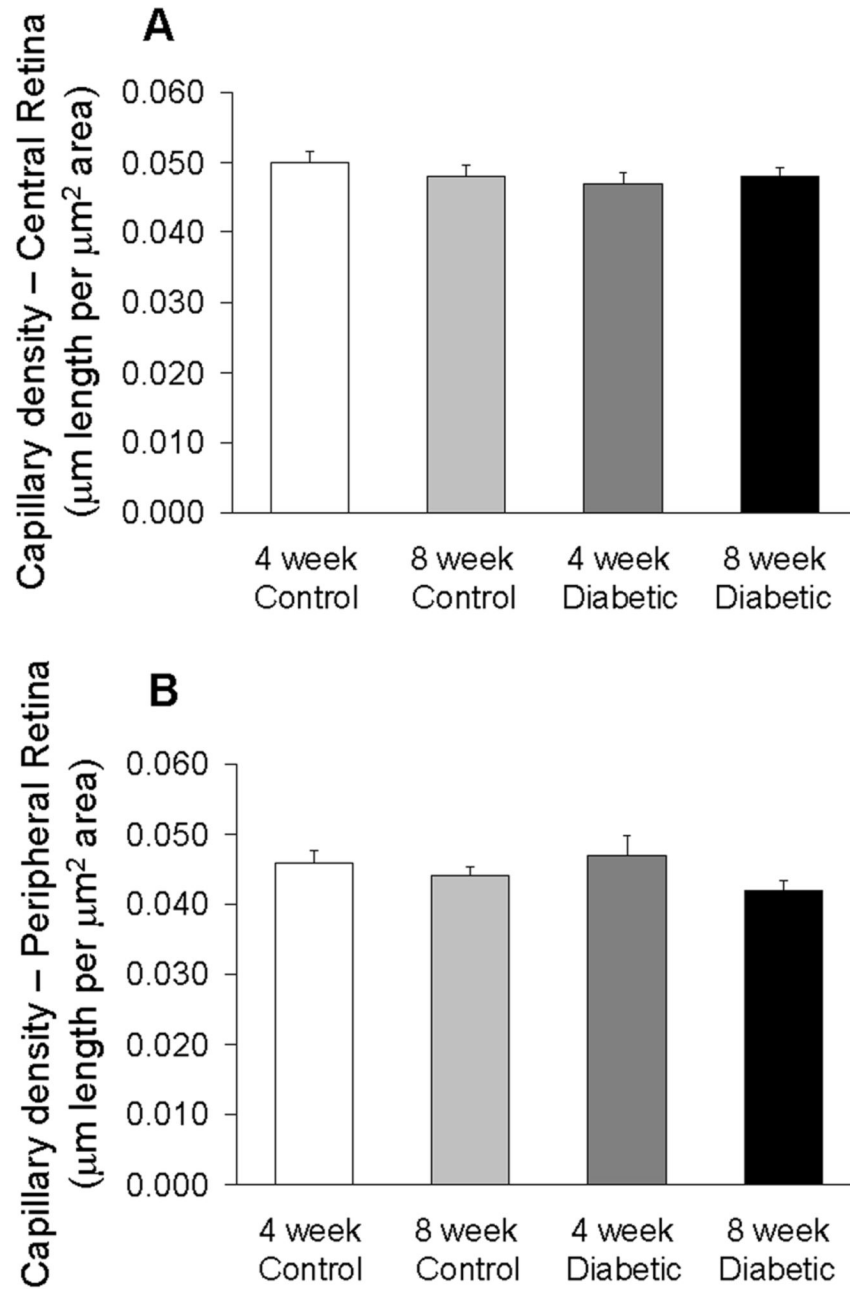 A
Capillary density – Central Retina
(μm length per μm² area)
0.060
0.050
0.040
0.030
0.020
0.010
0.000
4 week
Control
8 week
Control
4 week
Diabetic
8 week
Diabetic
B
Capillary density – Peripheral Retina
(μm length per μm² area)
0.060
0.050
0.040
0.030
0.020
0.010
0.000
4 week
Control
8 week
Control
4 week
Diabetic
8 week
Diabetic